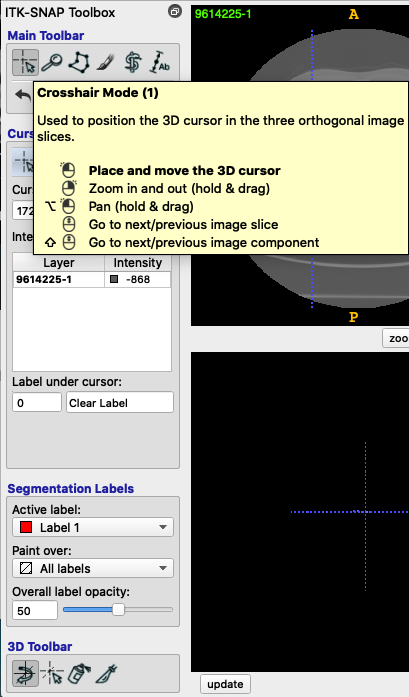 ITK-SNAP Toolbox
9614225-1
A
Main Toolbar
Crosshair Mode (1)
Used to position the 3D cursor in the three orthogonal image
slices.
Place and move the 3D cursor
Zoom in and out (hold & drag)
Pan (hold & drag)
Go to next/previous image slice
Go to next/previous image component
Curs
Curs
172
Inte
Layer Intensity
9614225-1 -868
P
zoo
Label under cursor:
0 Clear Label
Segmentation Labels
Active label:
Label 1
Paint over:
All labels
Overall label opacity:
50
3D Toolbar
update